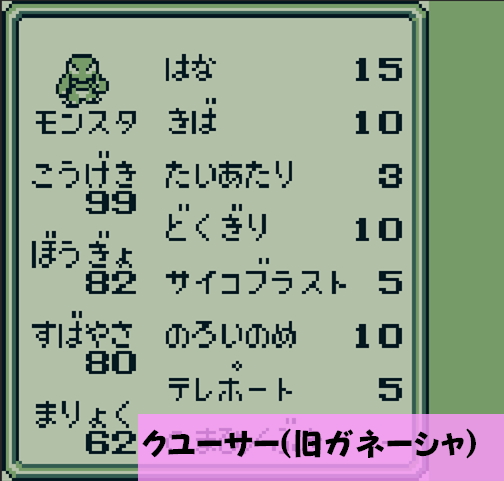 はな 15
モンスタ きば 10
こうげき 99 たいあたり 3
どくぎり 10
ぼうぎょ 82 サイコブラスト 5
すばやさ 80 のろいのめ 10
テレポート 5
まりょく 62
クユーサー(旧ガネーシャ)